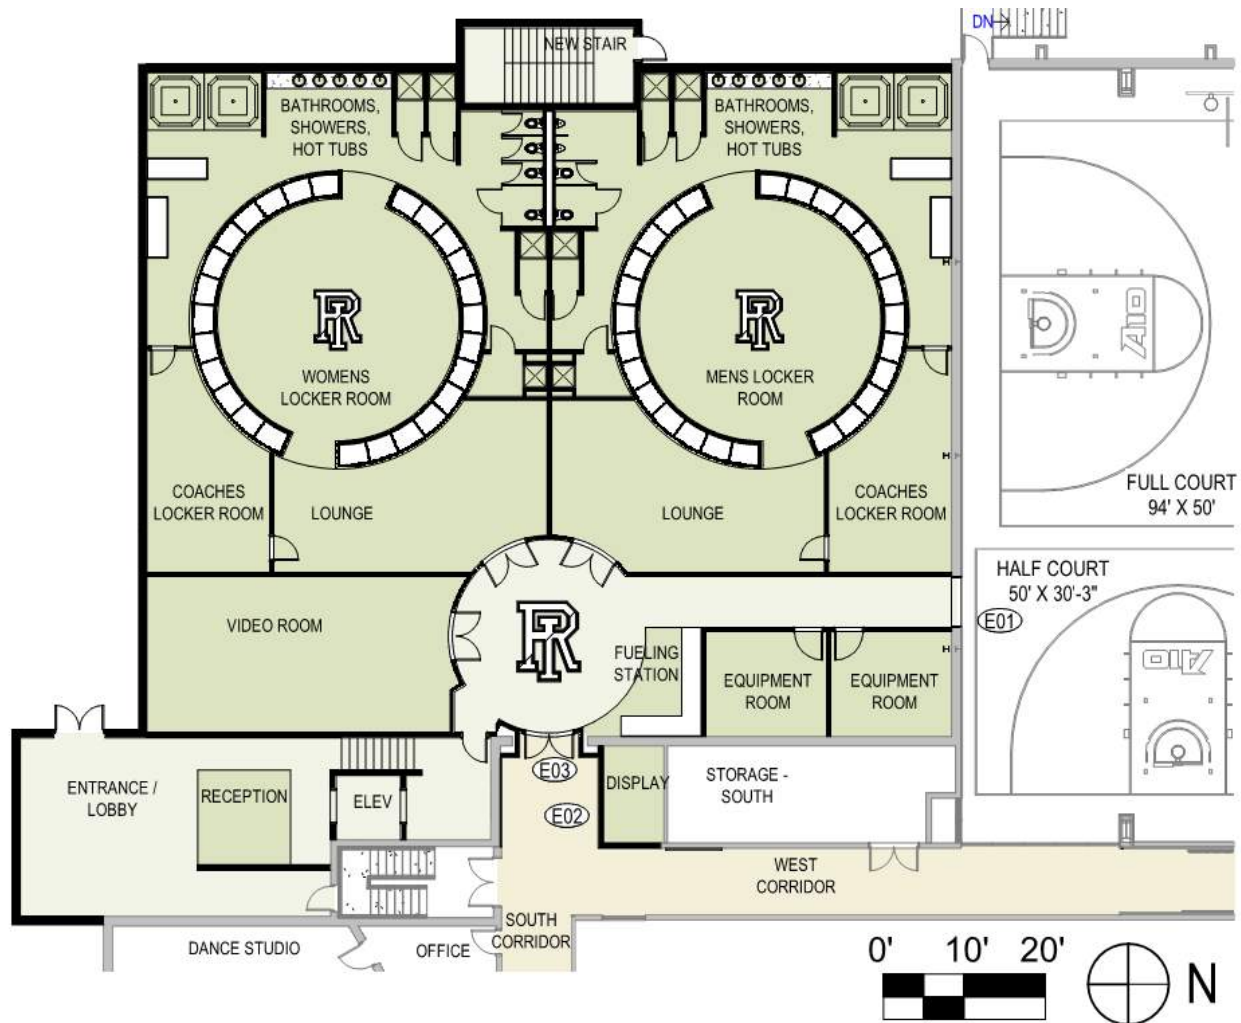 DN
NEW STAIR
BATHROOMS,
SHOWERS,
HOT TUBS
BATHROOMS,
SHOWERS,
HOT TUBS
R
R
WOMENS
LOCKER ROOM
MENS LOCKER
ROOM
A10
FULL COURT
94' X 50'
COACHES
LOCKER ROOM
LOUNGE
LOUNGE
COACHES
LOCKER ROOM
HALF COURT
50' X 30'-3"
E01
VIDEO ROOM
R
FUELING
STATION
EQUIPMENT
ROOM
EQUIPMENT
ROOM
A10
ENTRANCE /
LOBBY
RECEPTION
ELEV
E03
E02
DISPLAY
STORAGE -
SOUTH
WEST
CORRIDOR
SOUTH
CORRIDOR
DANCE STUDIO
OFFICE
0' 10' 20'
N